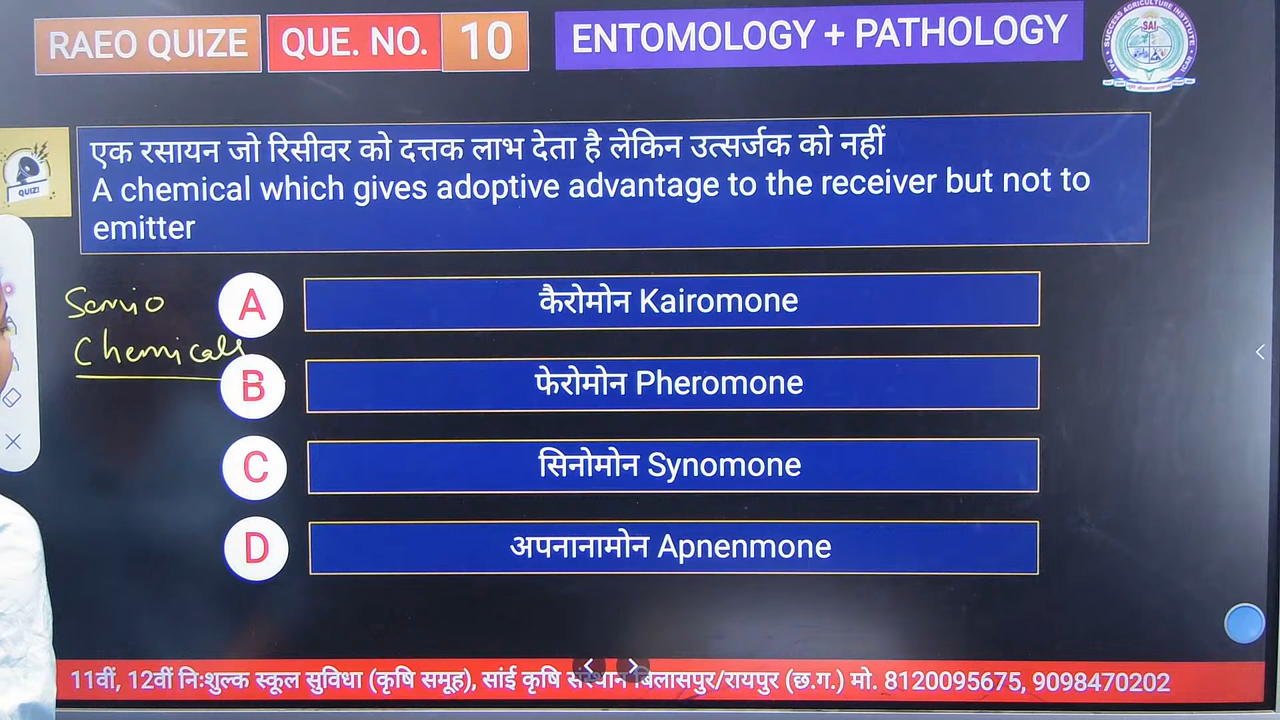 RAEO QUIZE QUE. NO. 10 ENTOMOLOGY + PATHOLOGY
SAI
QUIZ!
एक रसायन जो रिसीवर को दत्तक लाभ देता है लेकिन उत्सर्जक को नहीं
A chemical which gives adoptive advantage to the receiver but not to
emitter
Semio
Chemicals
A कैरोमोन Kairomone
B फेरोमोन Pheromone
C सिनोमोन Synomone
D अपनानामोन Apnenmone
11वीं, 12वीं निःशुल्क स्कूल सुविधा (कृषि समूह), सांई कृषि संस्थान बिलासपुर/रायपुर (छ.ग.) मो. 8120095675, 9098470202